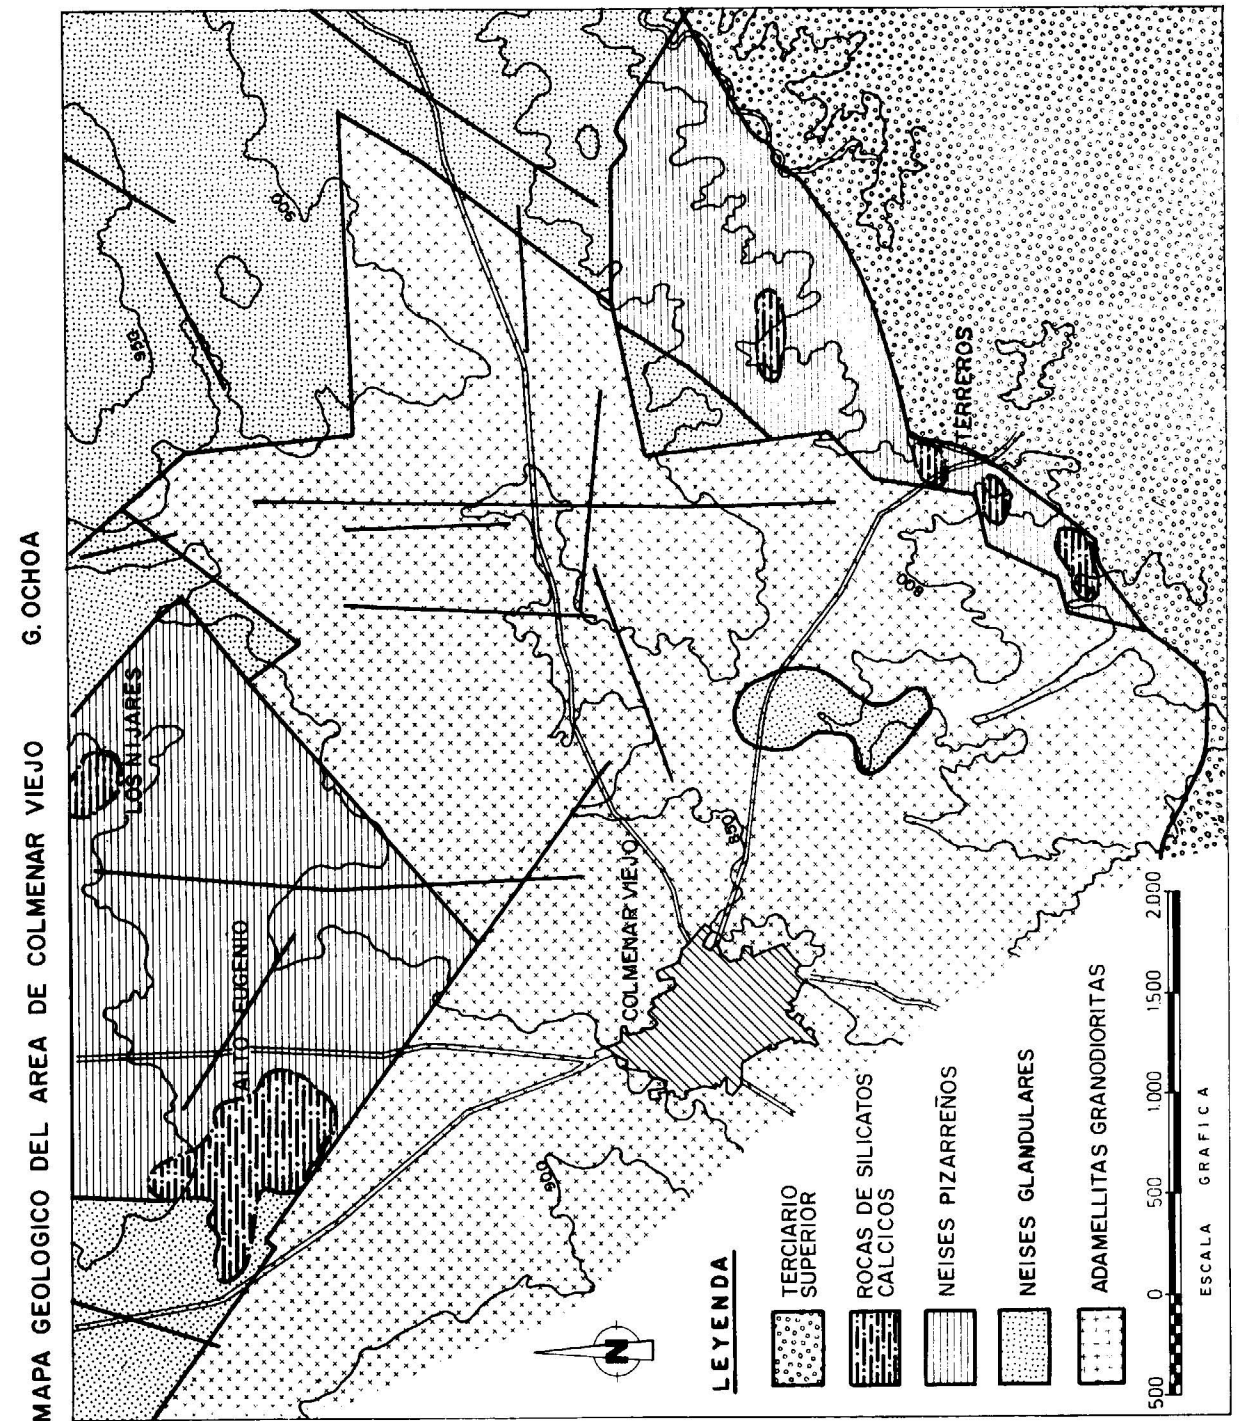 MAPA GEOLOGICO DEL AREA DE COLMENAR VIEJO G. OCHOA
LOS NIJARES
ALTO EUGENIO
COLMENAR VIEJO
TERREROS
950
900
850
800
900
N
LEYENDA
TERCIARIO
SUPERIOR
ROCAS DE SILICATOS
CALCICOS
NEISES PIZARREÑOS
NEISES GLANDULARES
ADAMELLITAS GRANODIORITAS
500 0 500 1.000 1.500 2.000
ESCALA GRAFICA